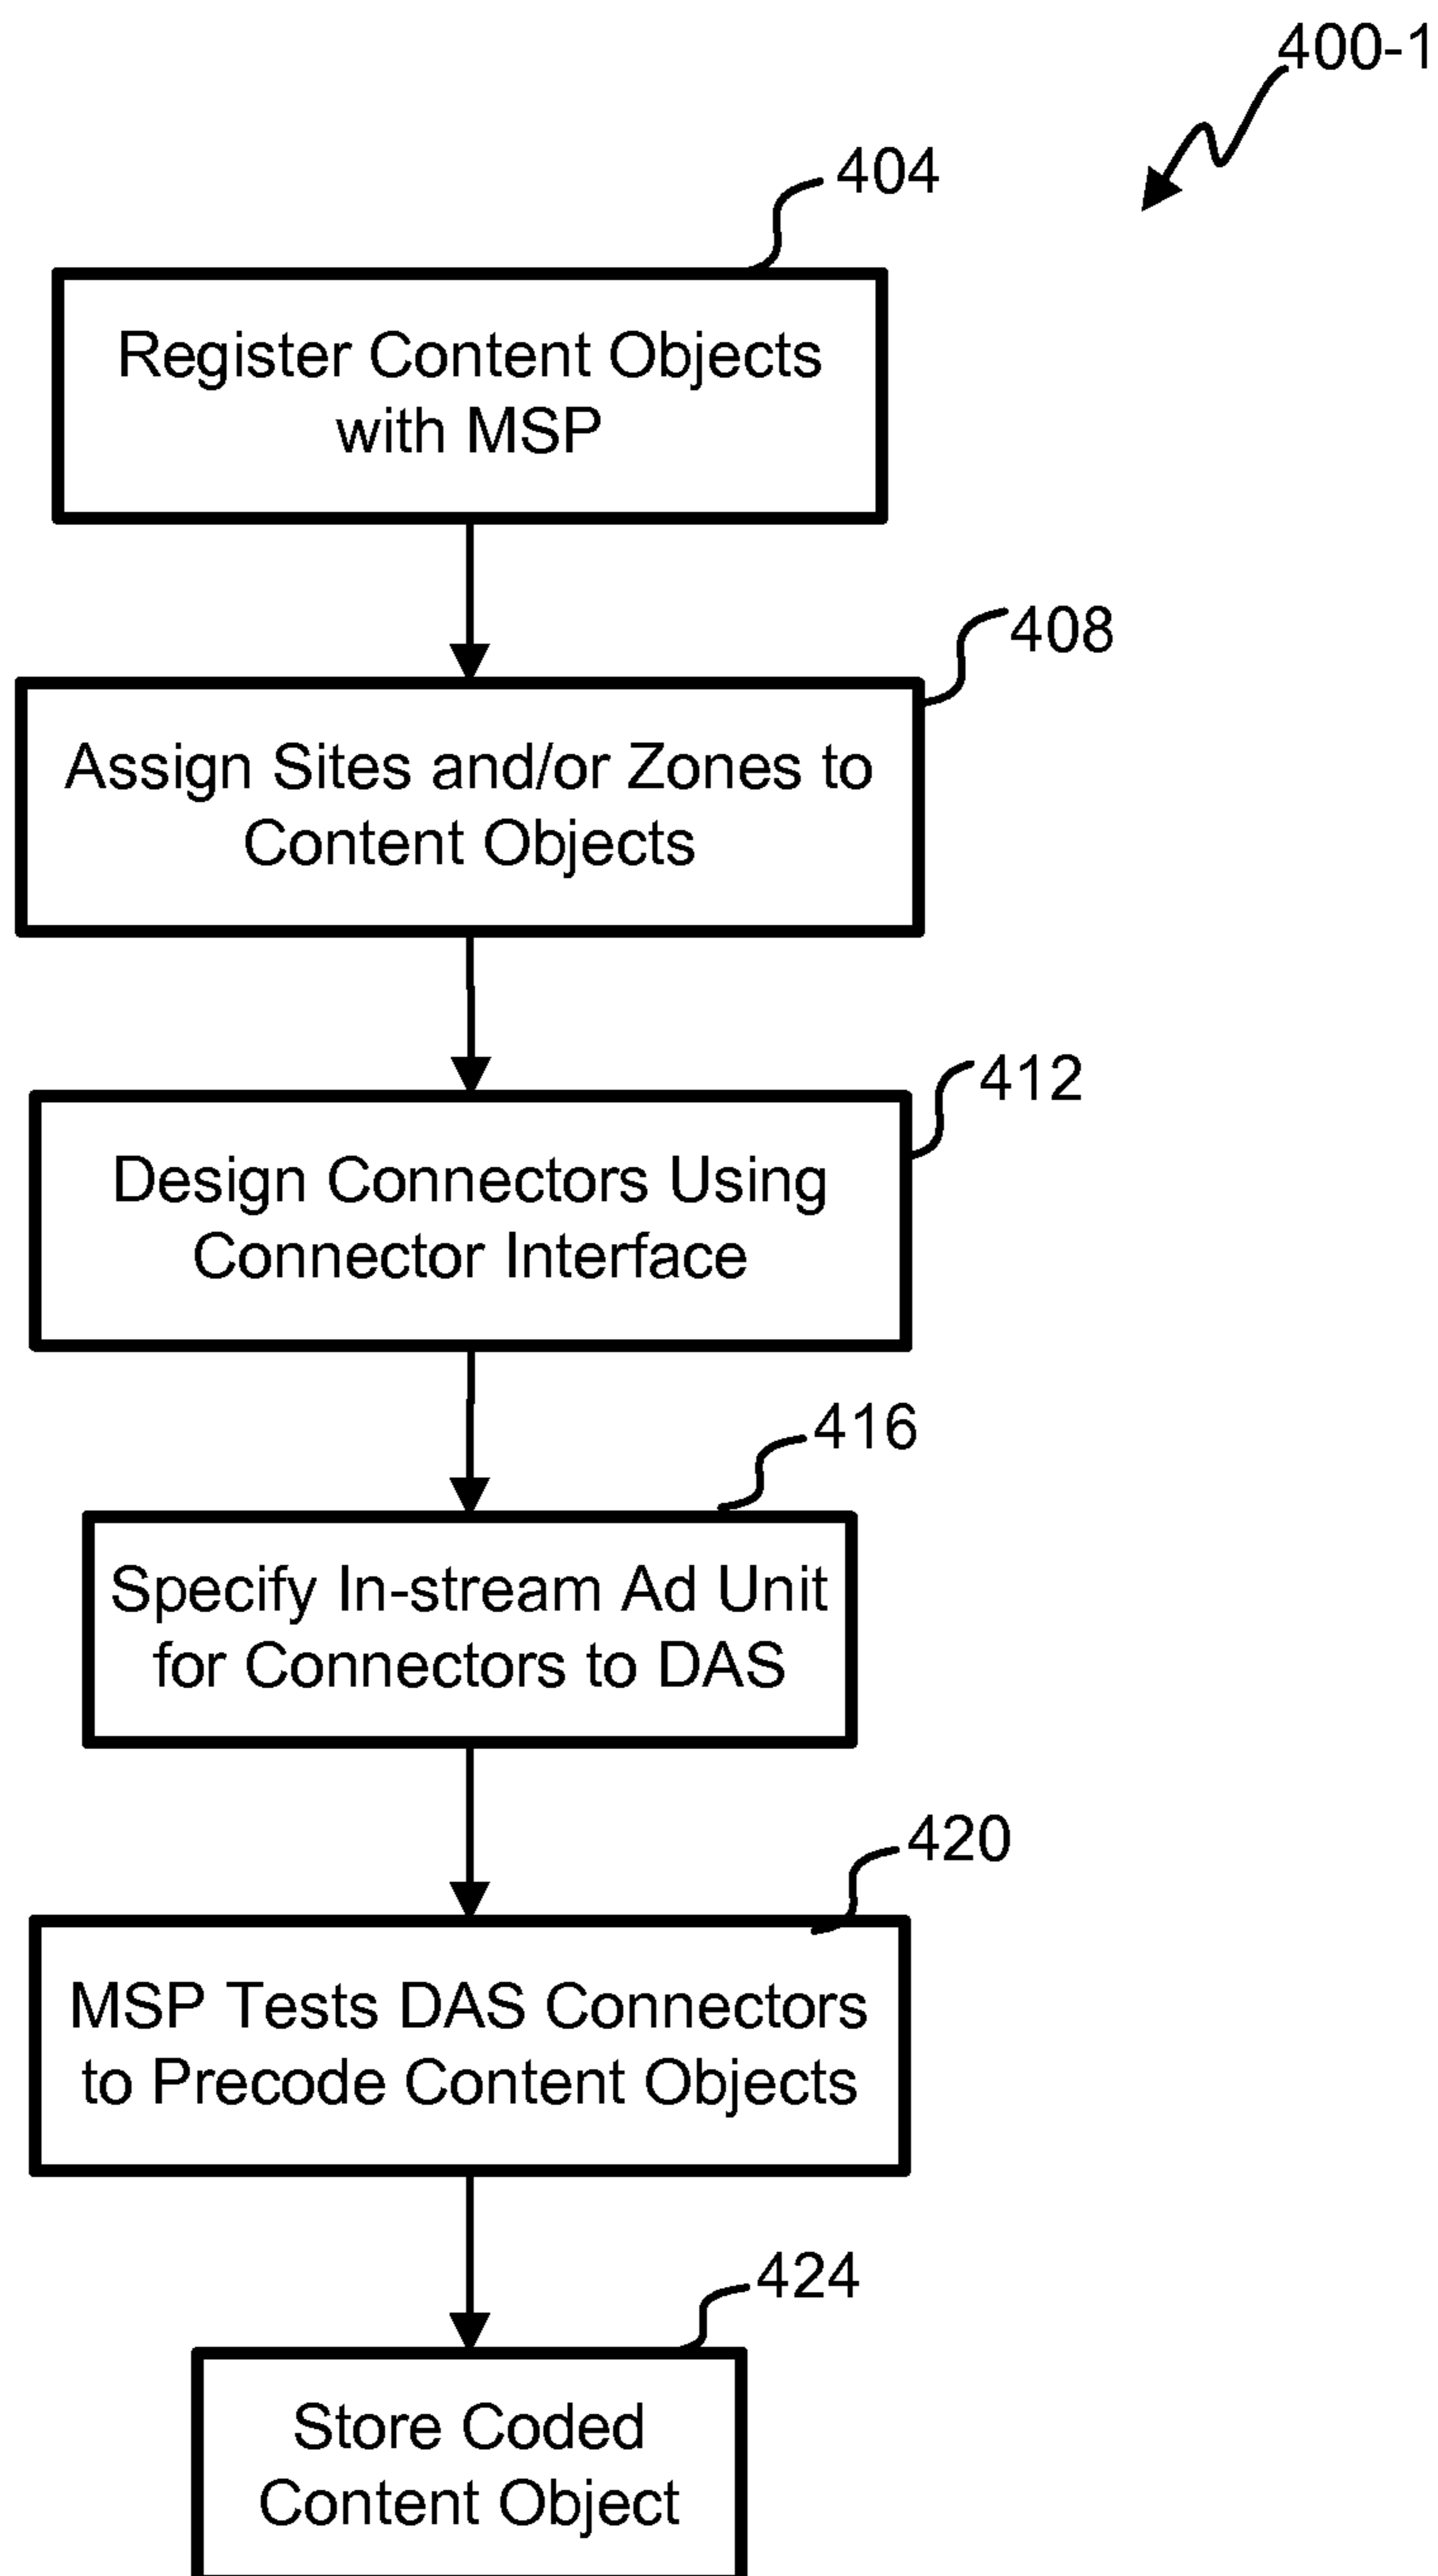 400-1
404
Register Content Objects
with MSP
408
Assign Sites and/or Zones to
Content Objects
412
Design Connectors Using
Connector Interface
416
Specify In-stream Ad Unit
for Connectors to DAS
420
MSP Tests DAS Connectors
to Precode Content Objects
424
Store Coded
Content Object